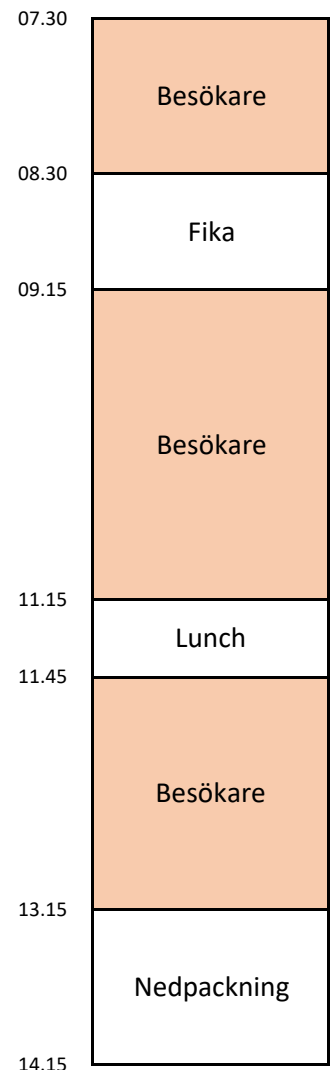 07.30
Besökare
08.30
Fika
09.15
Besökare
11.15
Lunch
11.45
Besökare
13.15
Nedpackning
14.15